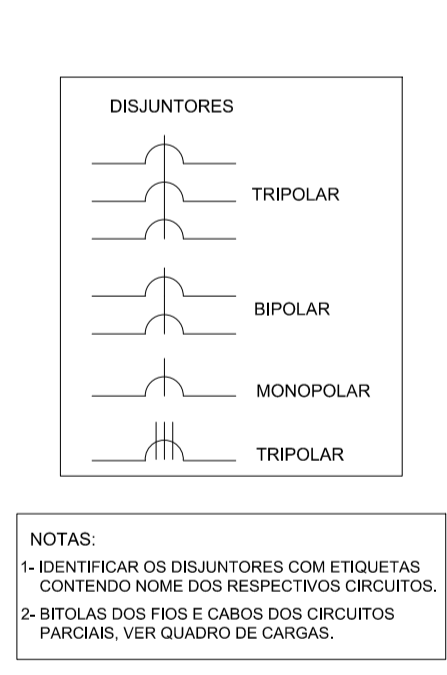 DISJUNTORES
TRIPOLAR
BIPOLAR
MONOPOLAR
TRIPOLAR
NOTAS:
1- IDENTIFICAR OS DISJUNTORES COM ETIQUETAS
CONTENDO NOME DOS RESPECTIVOS CIRCUITOS.
2- BITOLAS DOS FIOS E CABOS DOS CIRCUITOS
PARCIAIS, VER QUADRO DE CARGAS.